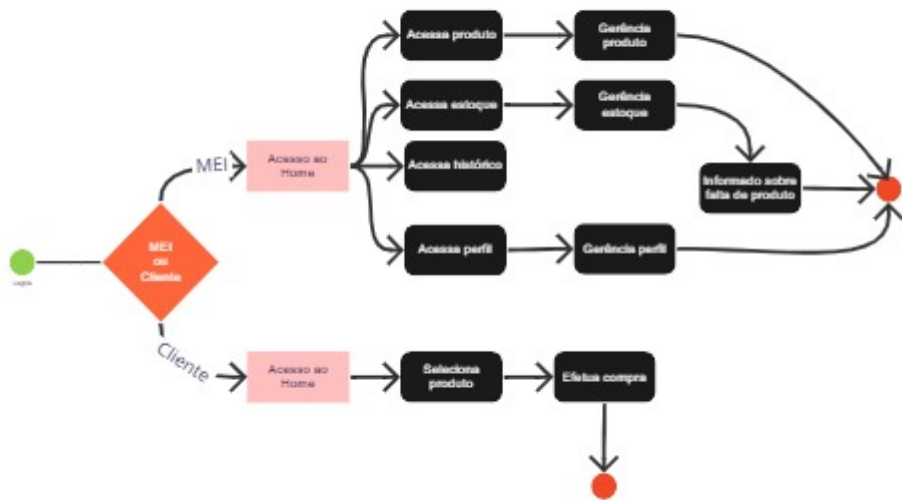 Acessa produto
Gerência
produto
Acessa estoque
Gerência
estoque
MEI
Acesso ao
Home
Acessa histórico
Informado sobre
falta de produto
MEI
ou
Cliente
Acessa perfil
Gerência perfil
Cliente
Acesso ao
Home
Seleciona
produto
Efetua compra